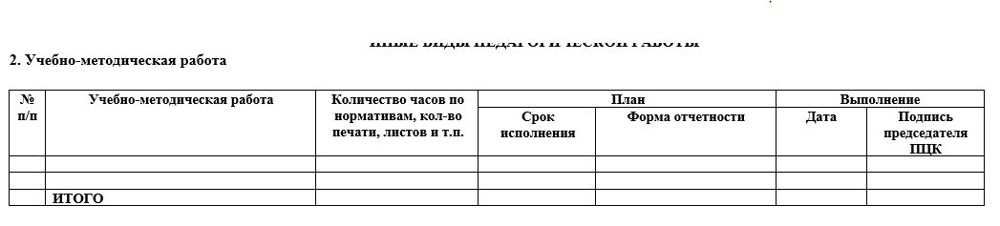 ИНЫЕ ВИДЫ ПЕДАГОГИЧЕСКОЙ РАБОТЫ
2. Учебно-методическая работа
№ п/п
Учебно-методическая работа
Количество часов по
нормативам, кол-во
печати, листов и т.п.
План
Выполнение
Срок
исполнения
Форма отчетности
Дата
Подпись
председателя
ПЦК
ИТОГО